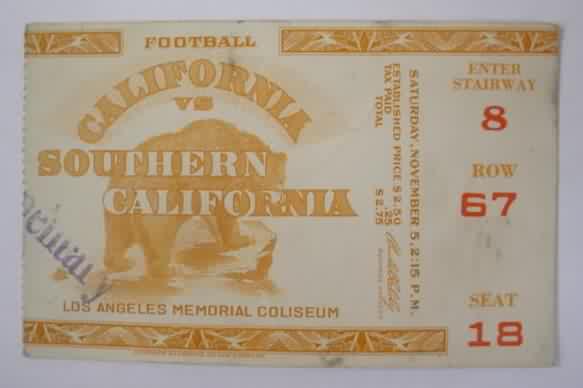 FOOTBALL
CALIFORNIA
VS
SOUTHERN
CALIFORNIA
LOS ANGELES MEMORIAL COLISEUM
SATURDAY, NOVEMBER 5, 2:15 P.M.
ESTABLISHED PRICE $2.50
TAX PAID .25
TOTAL $2.75
ENTER
STAIRWAY
8
ROW
67
SEAT
18